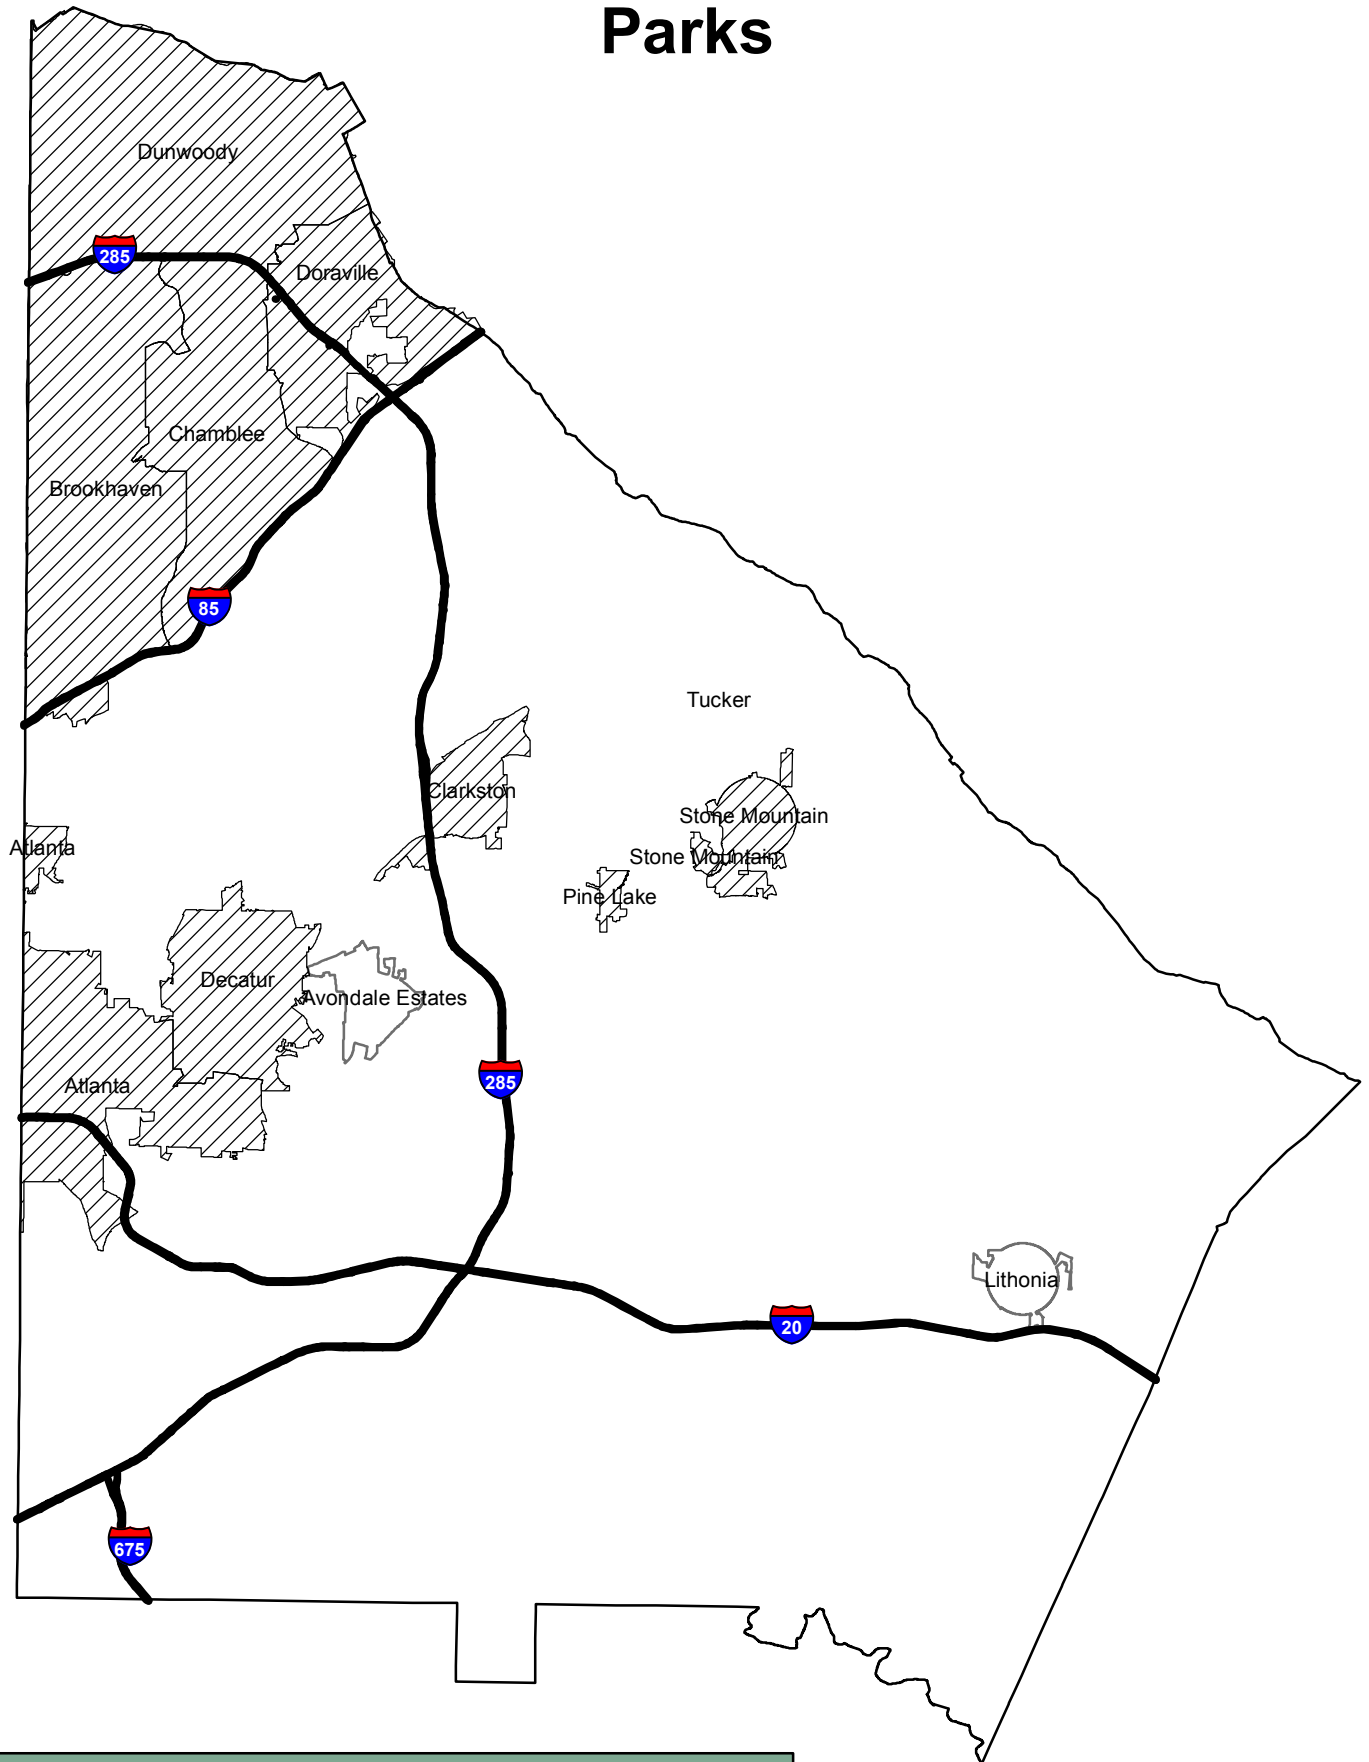 Parks
Dunwoody
285
Doraville
Chamblee
Brookhaven
85
Tucker
Clarkston
Stone Mountain
Atlanta
Stone Mountain
Pine Lake
Decatur
Avondale Estates
285
Atlanta
Lithonia
20
675